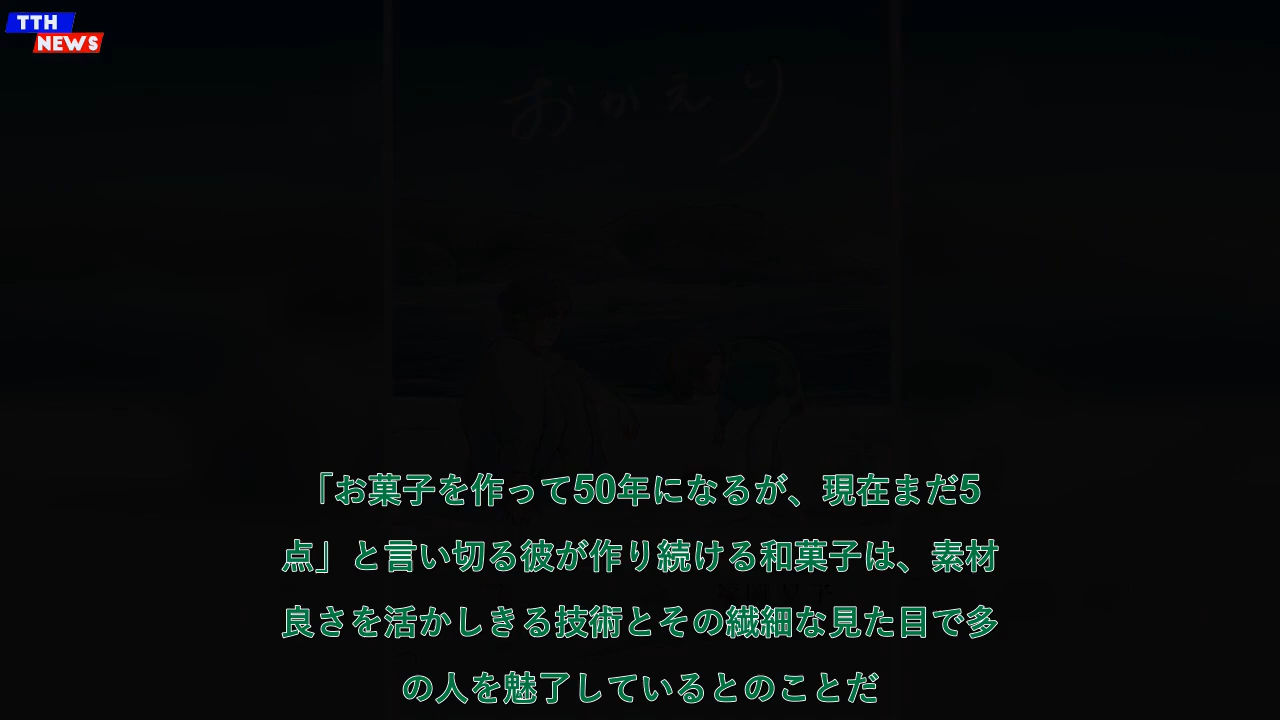 TTH
NEWS
おかえり
「お菓子を作って50年になるが、現在まだ5
点」と言い切る彼が作り続ける和菓子は、素材
良さを活かしきる技術とその繊細な見た目で多
の人を魅了しているとのことだ